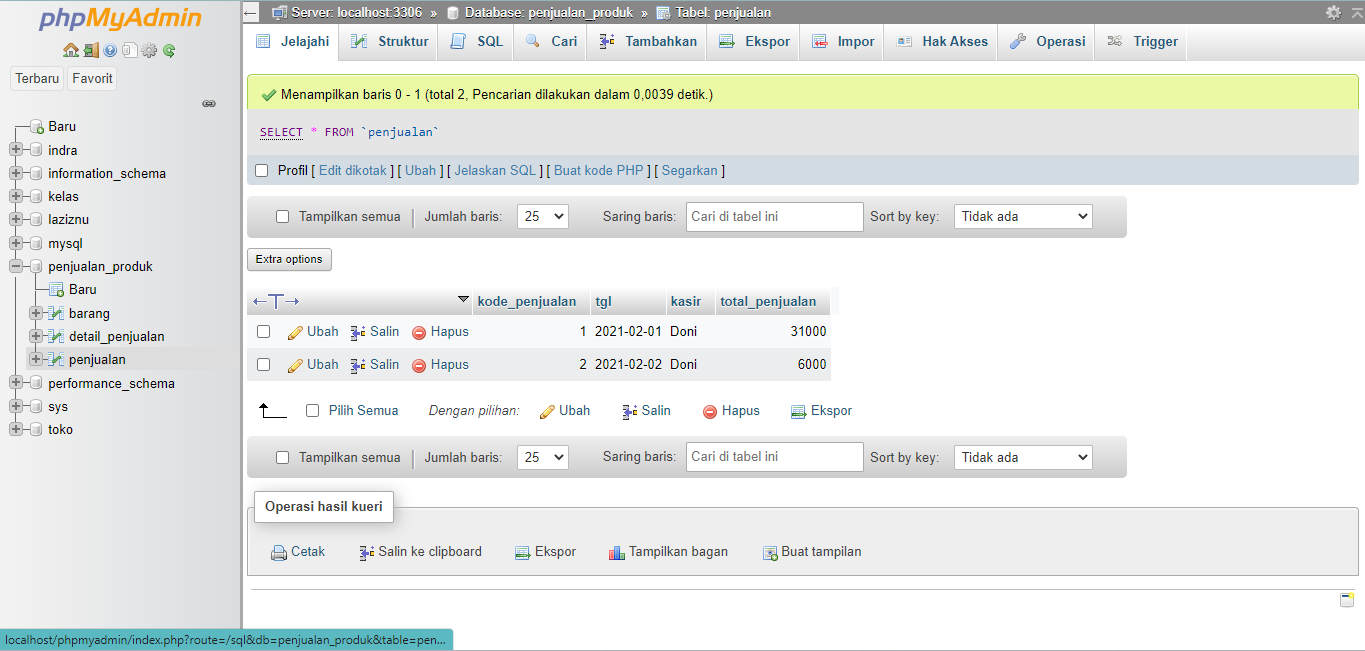 phpMyAdmin
Terbaru Favorit
Baru
indra
information_schema
kelas
laziznu
mysql
penjualan_produk
Baru
barang
detail_penjualan
penjualan
performance_schema
sys
toko
Server: localhost:3306 » Database: penjualan_produk » Tabel: penjualan
Jelajahi Struktur SQL Cari Tambahkan Ekspor Impor Hak Akses Operasi Trigger
Menampilkan baris 0 - 1 (total 2, Pencarian dilakukan dalam 0,0039 detik.)
SELECT * FROM `penjualan`
Profil [ Edit dikotak ] [ Ubah ] [ Jelaskan SQL ] [ Buat kode PHP ] [ Segarkan ]
Tampilkan semua Jumlah baris: 25 Saring baris: Cari di tabel ini Sort by key: Tidak ada
Extra options
←T→ kode_penjualan tgl kasir total_penjualan
Ubah Salin Hapus 1 2021-02-01 Doni 31000
Ubah Salin Hapus 2 2021-02-02 Doni 6000
Pilih Semua Dengan pilihan: Ubah Salin Hapus Ekspor
Tampilkan semua Jumlah baris: 25 Saring baris: Cari di tabel ini Sort by key: Tidak ada
Operasi hasil kueri
Cetak Salin ke clipboard Ekspor Tampilkan bagan Buat tampilan
localhost/phpmyadmin/index.php?route=/sql&db=penjualan_produk&table=pen...